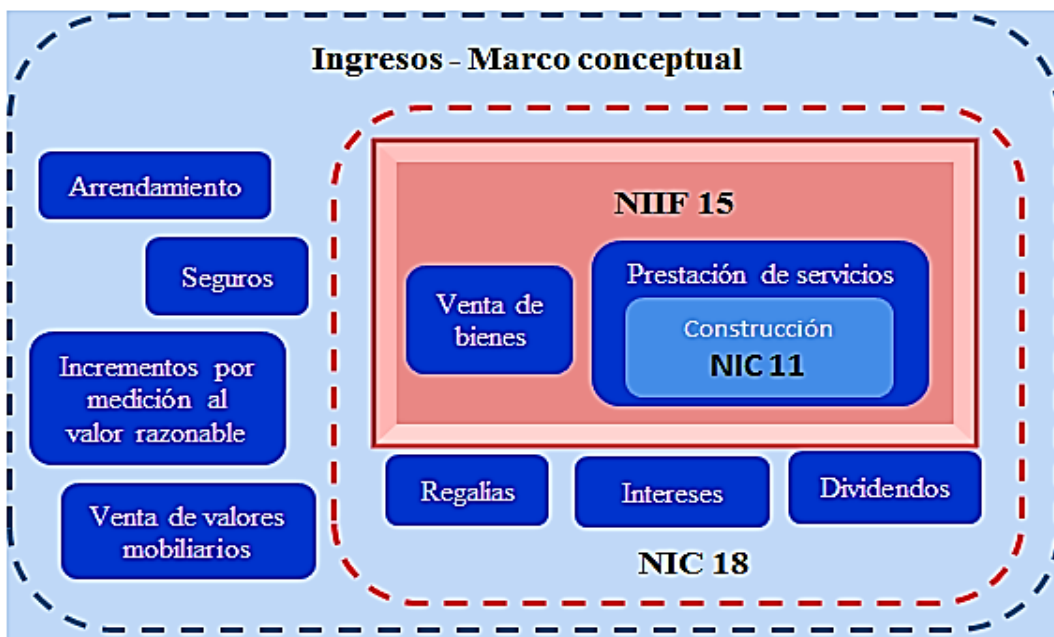 Ingresos - Marco conceptual
Arrendamiento
Seguros
Incrementos por
medición al
valor razonable
Venta de valores
mobiliarios
NIIF 15
Venta de
bienes
Prestación de servicios
Construcción
NIC 11
Regalías
Intereses
Dividendos
NIC 18